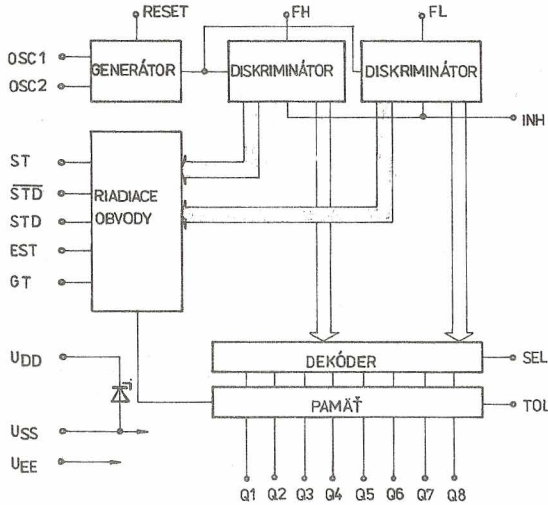 RESET FH FL
OSC1
OSC2
GENERÁTOR
DISKRIMINÁTOR
DISKRIMINÁTOR
INH
ST
STD
STD
EST
GT
RIADIACE
OBVODY
UDD
USS
UEE
DEKÓDER
SEL
PAMÄŤ
TOL
Q1 Q2 Q3 Q4 Q5 Q6 Q7 Q8